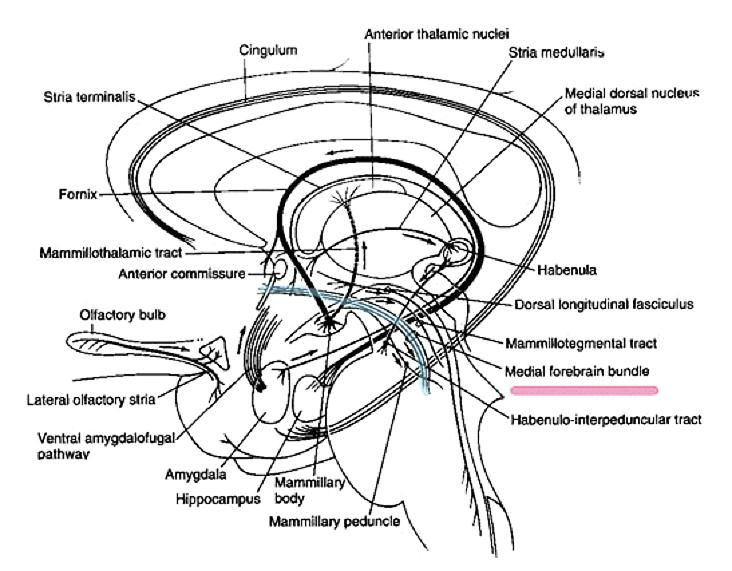 Anterior thalamic nuclei
Cingulum
Stria medullaris
Stria terminalis
Medial dorsal nucleus
of thalamus
Fornix
Mammillothalamic tract
Anterior commissure
Habenula
Dorsal longitudinal fasciculus
Olfactory bulb
Mammillotegmental tract
Medial forebrain bundle
Lateral olfactory stria
Habenulo-interpeduncular tract
Ventral amygdalofugal
pathway
Amygdala
Hippocampus
Mammillary
body
Mammillary peduncle